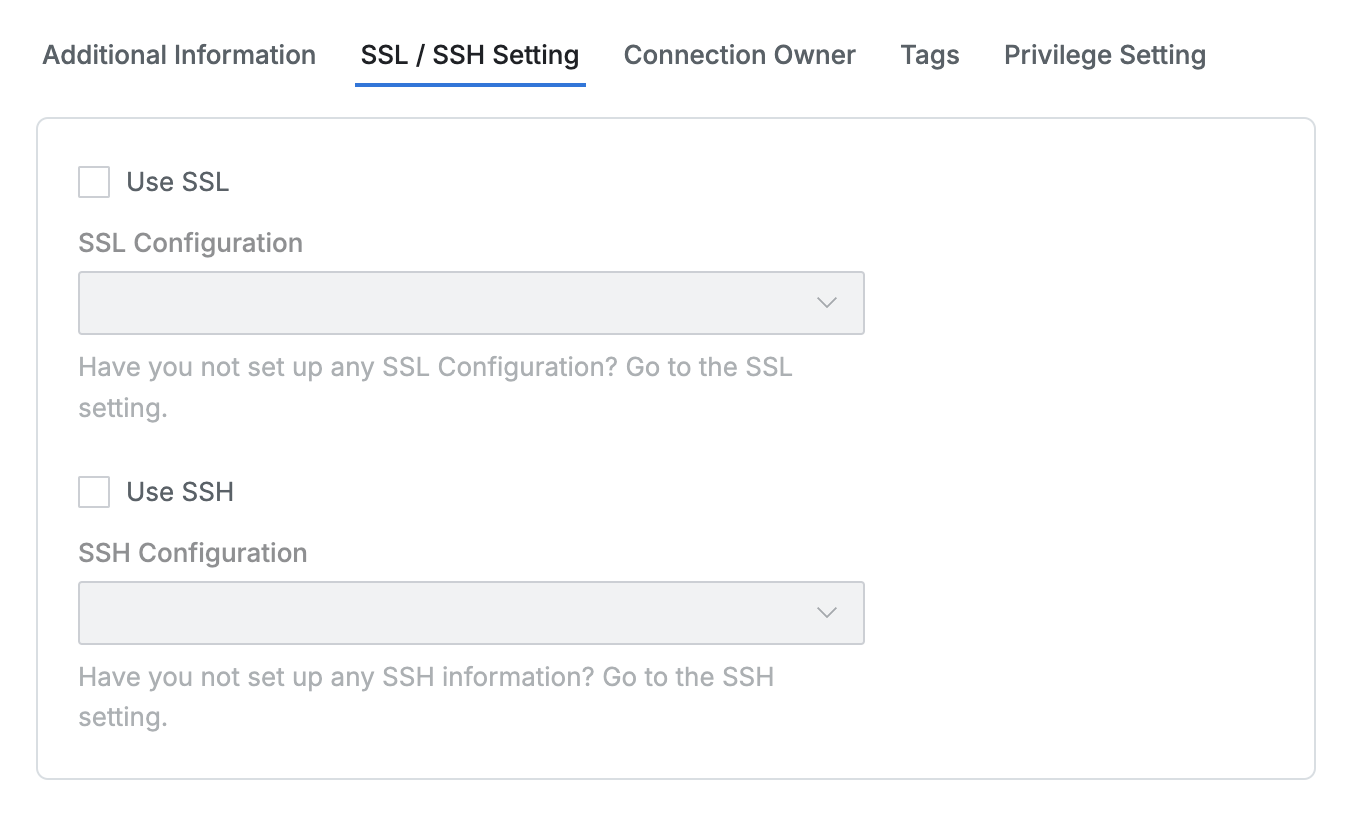 Additional Information SSL / SSH Setting Connection Owner Tags Privilege Setting
Use SSL
SSL Configuration
Have you not set up any SSL Configuration? Go to the SSL
setting.
Use SSH
SSH Configuration
Have you not set up any SSH information? Go to the SSH
setting.